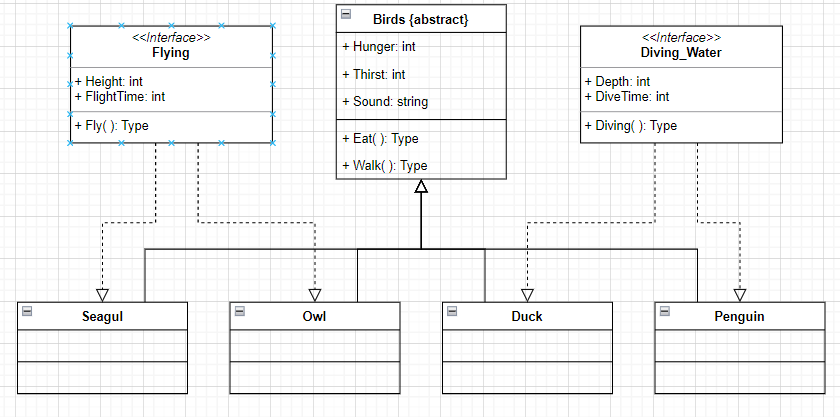 <<Interface>>
Flying
+ Height: int
+ FlightTime: int
+ Fly( ): Type
Birds {abstract}
+ Hunger: int
+ Thirst: int
+ Sound: string
+ Eat( ): Type
+ Walk( ): Type
<<Interface>>
Diving_Water
+ Depth: int
+ DiveTime: int
+ Diving( ): Type
Seagul
Owl
Duck
Penguin